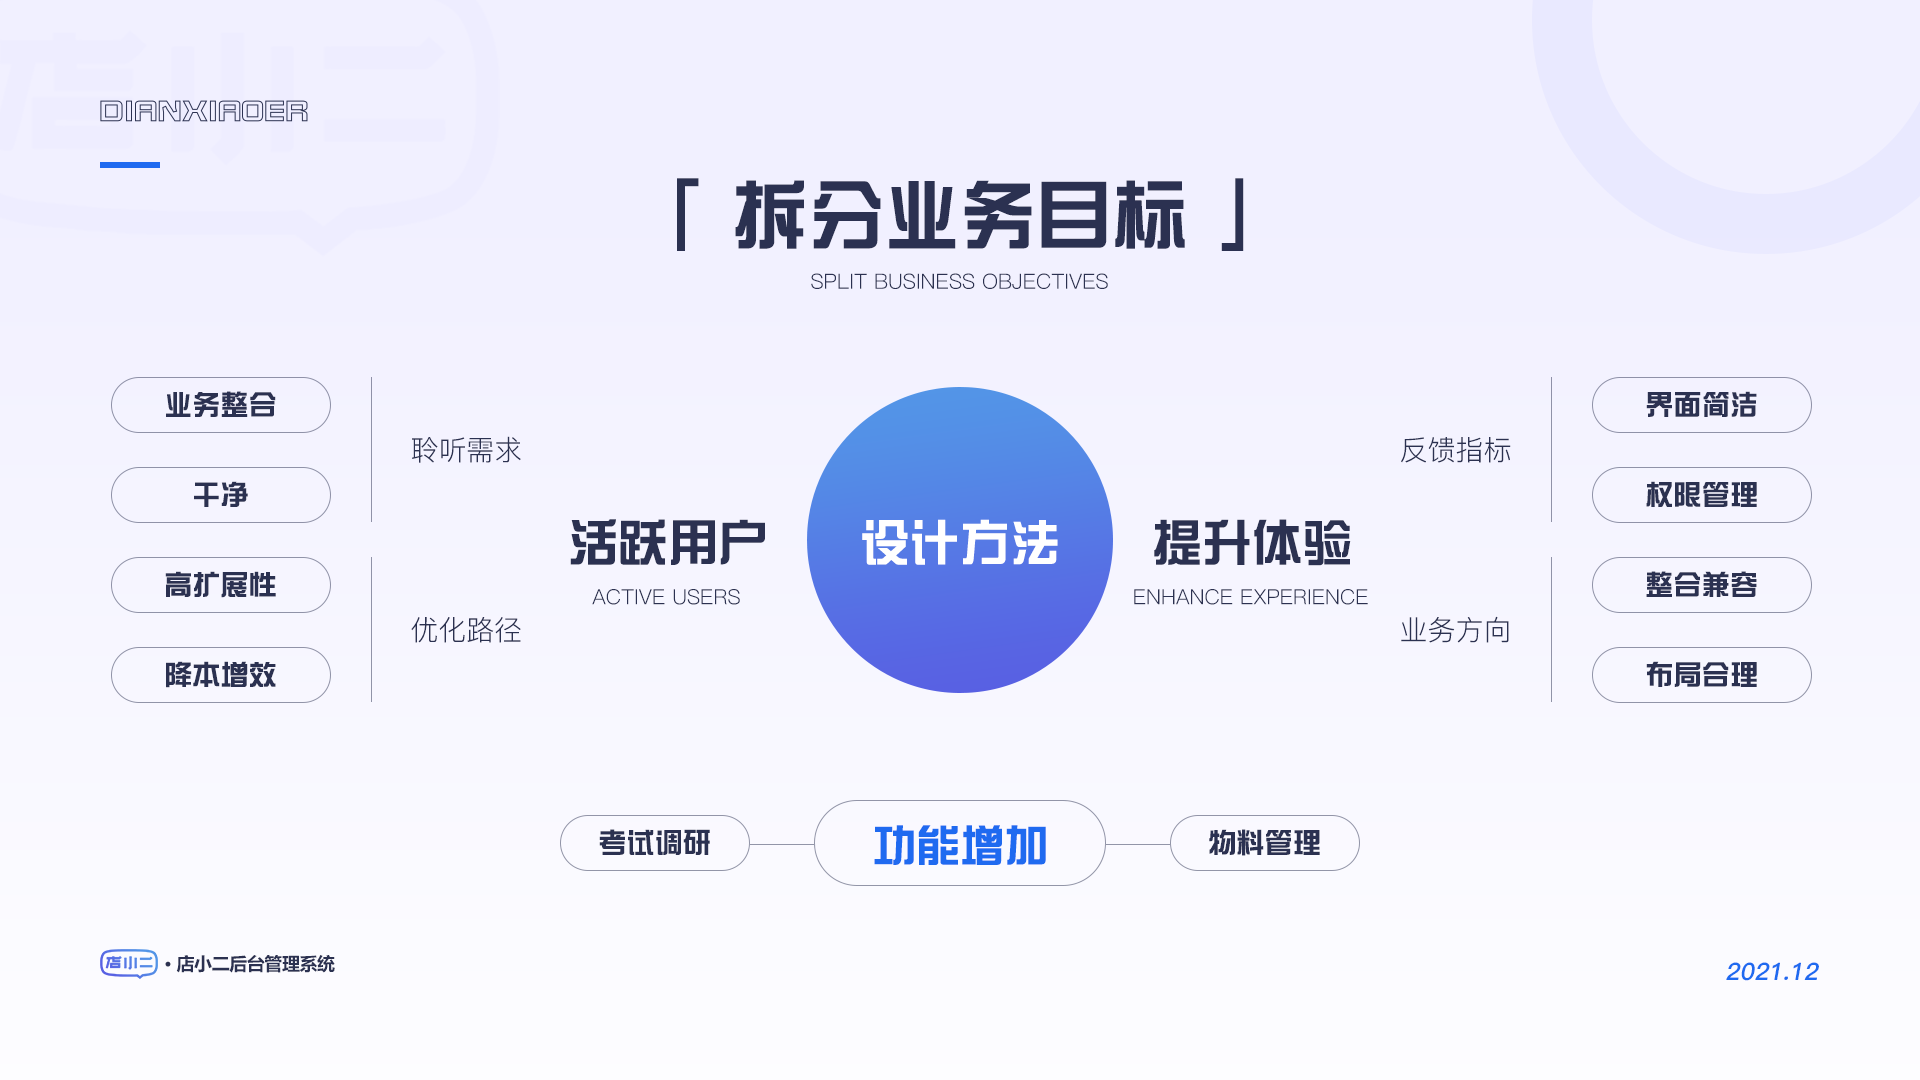 店小二
DIANXIAOER
「 拆分业务目标 」
SPLIT BUSINESS OBJECTIVES
业务整合
干净
聆听需求
高扩展性
降本增效
优化路径
活跃用户
ACTIVE USERS
设计方法
提升体验
ENHANCE EXPERIENCE
反馈指标
界面简洁
权限管理
业务方向
整合兼容
布局合理
考试调研
功能增加
物料管理
店小二 · 店小二后台管理系统
2021.12